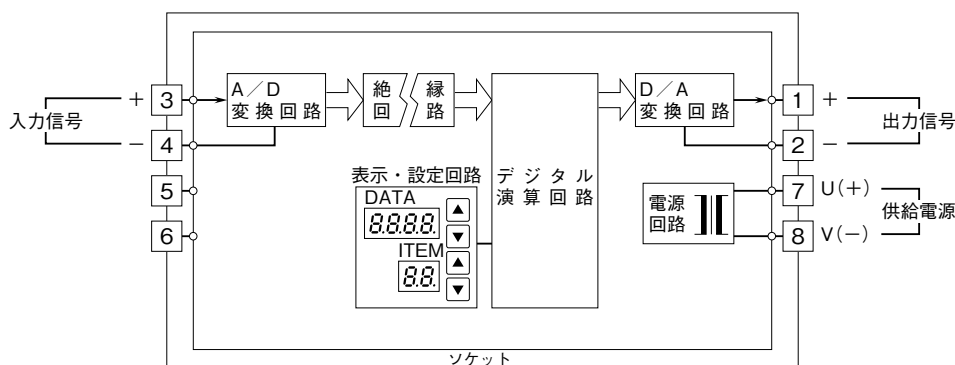 入力信号
+ 3
− 4
5
6
A／D
変換回路
絶縁
回路
表示・設定回路
DATA
8.8.8.8.
ITEM
8.8.
デジタル
演算回路
D／A
変換回路
電源
回路
1 +
2 −
出力信号
7 U(+)
8 V(−)
供給電源
ソケット